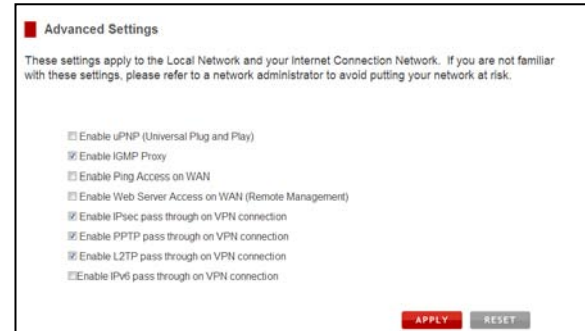 Advanced Settings
These settings apply to the Local Network and your Internet Connection Network. If you are not familiar
with these settings, please refer to a network administrator to avoid putting your network at risk.
Enable uPNP (Universal Plug and Play)
Enable IGMP Proxy
Enable Ping Access on WAN
Enable Web Server Access on WAN (Remote Management)
Enable IPsec pass through on VPN connection
Enable PPTP pass through on VPN connection
Enable L2TP pass through on VPN connection
Enable IPv6 pass through on VPN connection
APPLY RESET